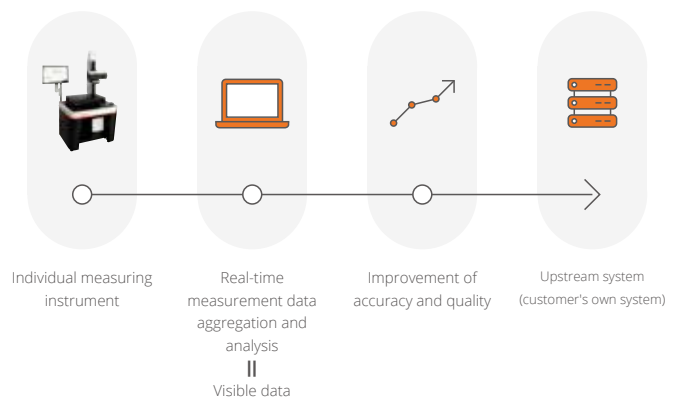 Individual measuring
instrument
Real-time
measurement data
aggregation and
analysis
Visible data
Improvement of
accuracy and quality
Upstream system
(customer's own system)